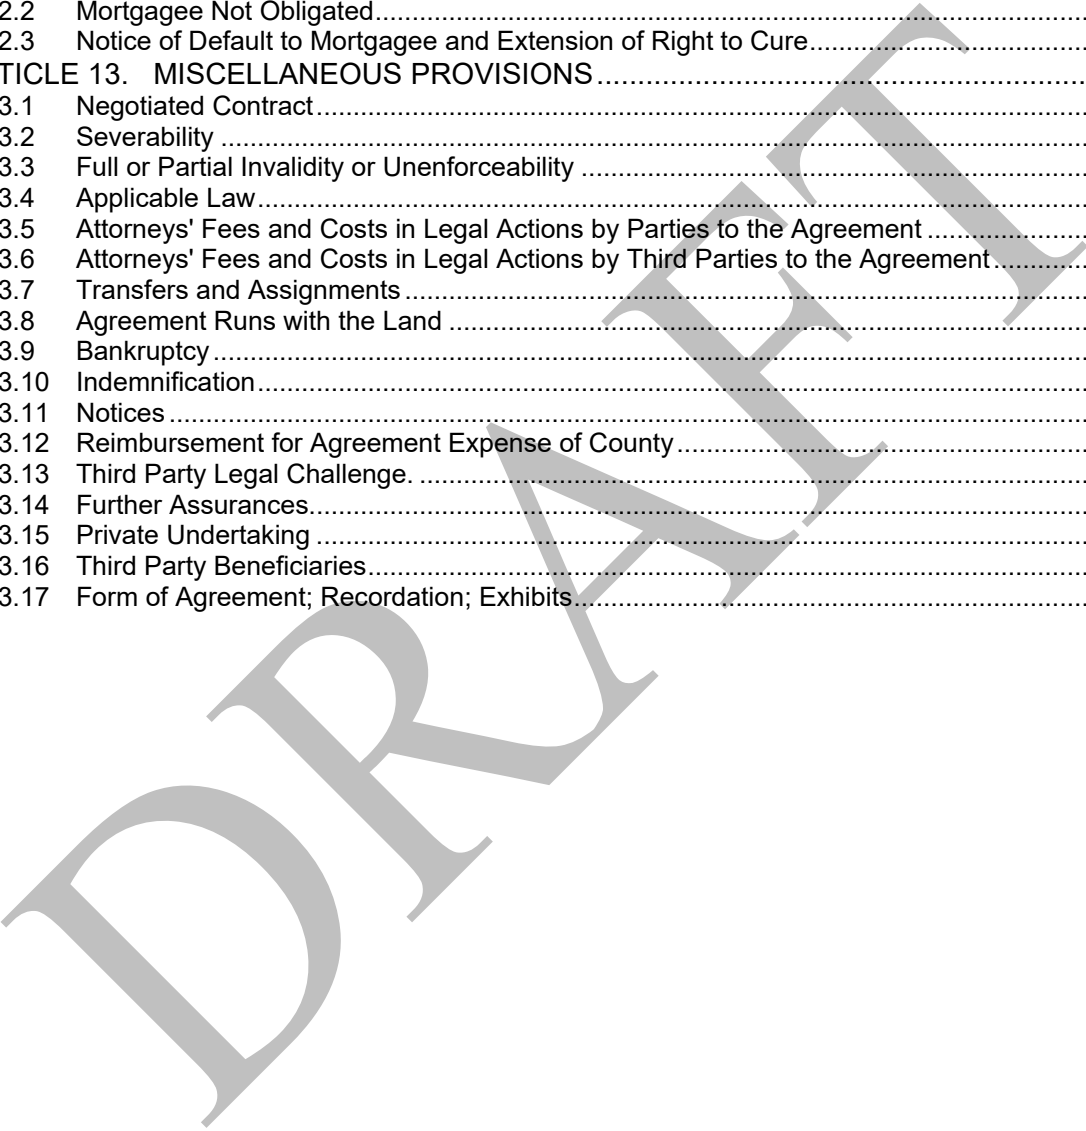 2.2 Mortgagee Not Obligated
2.3 Notice of Default to Mortgagee and Extension of Right to Cure
TICLE 13. MISCELLANEOUS PROVISIONS
3.1 Negotiated Contract
3.2 Severability
3.3 Full or Partial Invalidity or Unenforceability
3.4 Applicable Law
3.5 Attorneys' Fees and Costs in Legal Actions by Parties to the Agreement
3.6 Attorneys' Fees and Costs in Legal Actions by Third Parties to the Agreement
3.7 Transfers and Assignments
3.8 Agreement Runs with the Land
3.9 Bankruptcy
3.10 Indemnification
3.11 Notices
3.12 Reimbursement for Agreement Expense of County
3.13 Third Party Legal Challenge.
3.14 Further Assurances
3.15 Private Undertaking
3.16 Third Party Beneficiaries
3.17 Form of Agreement; Recordation; Exhibits
DRAFT